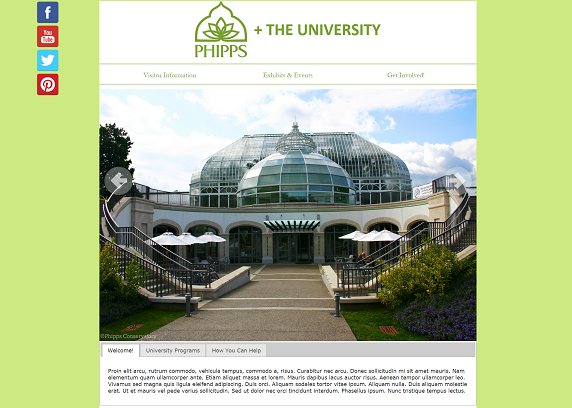 f
You
Tube
PHIPPS
+ THE UNIVERSITY
Visitor Information
Exhibits & Events
Get Involved!
©Phipps Conservatory
Welcome!
University Programs
How You Can Help
Proin elit arcu, rutrum commodo, vehicula tempus, commodo a, risus. Curabitur nec arcu. Donec sollicitudin mi sit amet mauris. Nam
elementum quam ullamcorper ante. Etiam aliquet massa et lorem. Mauris dapibus lacus auctor risus. Aenean tempor ullamcorper leo.
Vivamus sed magna quis ligula eleifend adipiscing. Duis orci. Aliquam sodales tortor vitae ipsum. Aliquam nulla. Duis aliquam molestie
erat. Ut et mauris vel pede varius sollicitudin. Sed ut dolor nec orci tincidunt interdum. Phasellus ipsum. Nunc tristique tempus lectus.